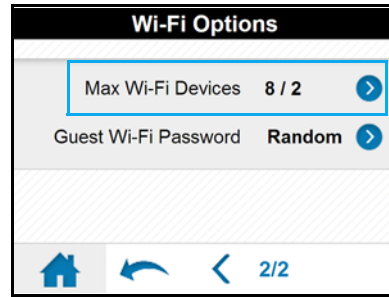 Wi-Fi Options
Max Wi-Fi Devices 8 / 2
Guest Wi-Fi Password Random
2/2